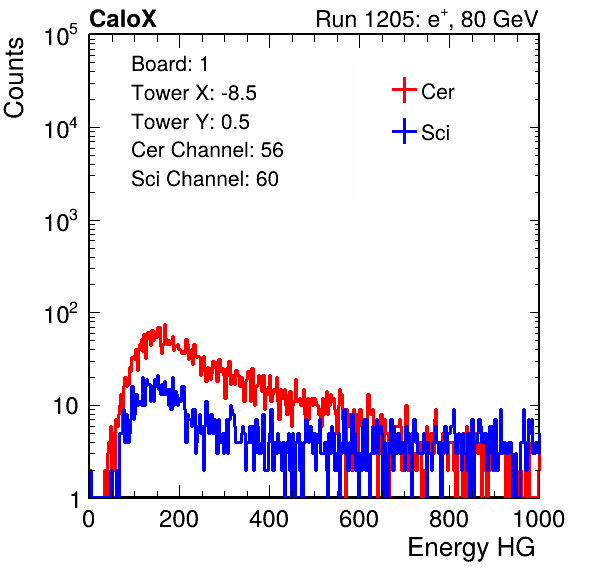 CaloX Run 1205: e⁺, 80 GeV
Board: 1
Tower X: -8.5
Tower Y: 0.5
Cer Channel: 56
Sci Channel: 60
Cer
Sci
Counts
10⁵
10⁴
10³
10²
10
1
0 200 400 600 800 1000
Energy HG